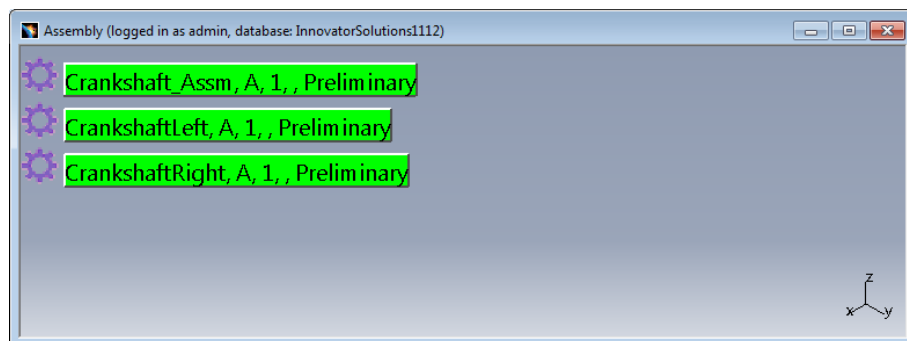 Assembly (logged in as admin, database: InnovatorSolutions1112)
Crankshaft_Assm, A, 1, , Preliminary
CrankshaftLeft, A, 1, , Preliminary
CrankshaftRight, A, 1, , Preliminary
z
x y